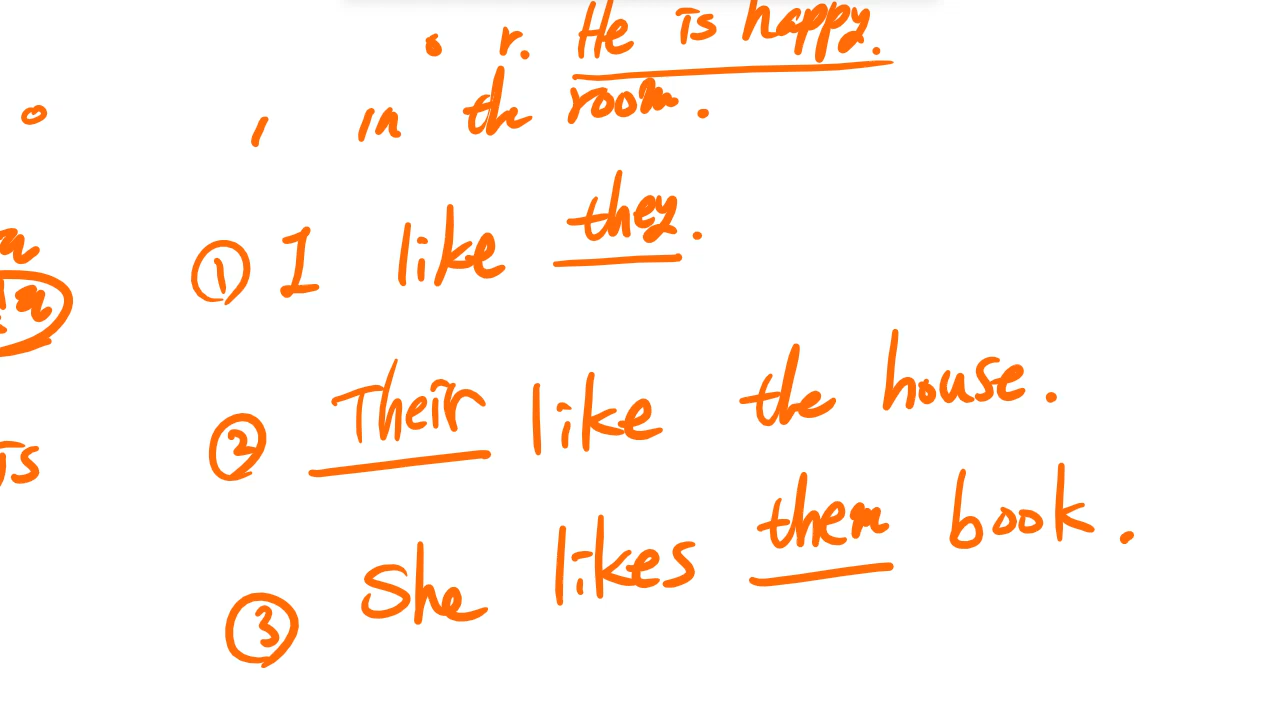 r. He is happy.
in the room.
① I like they.
② Their like the house.
is
③ She likes them book.